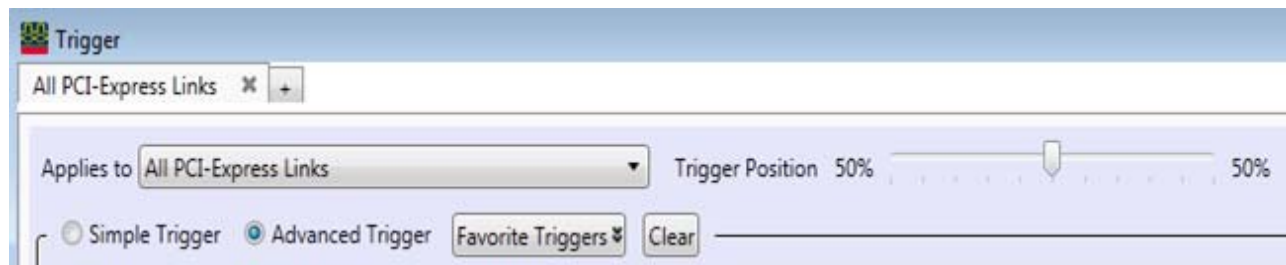 Trigger
All PCI-Express Links +
Applies to All PCI-Express Links Trigger Position 50% 50%
Simple Trigger Advanced Trigger Favorite Triggers Clear